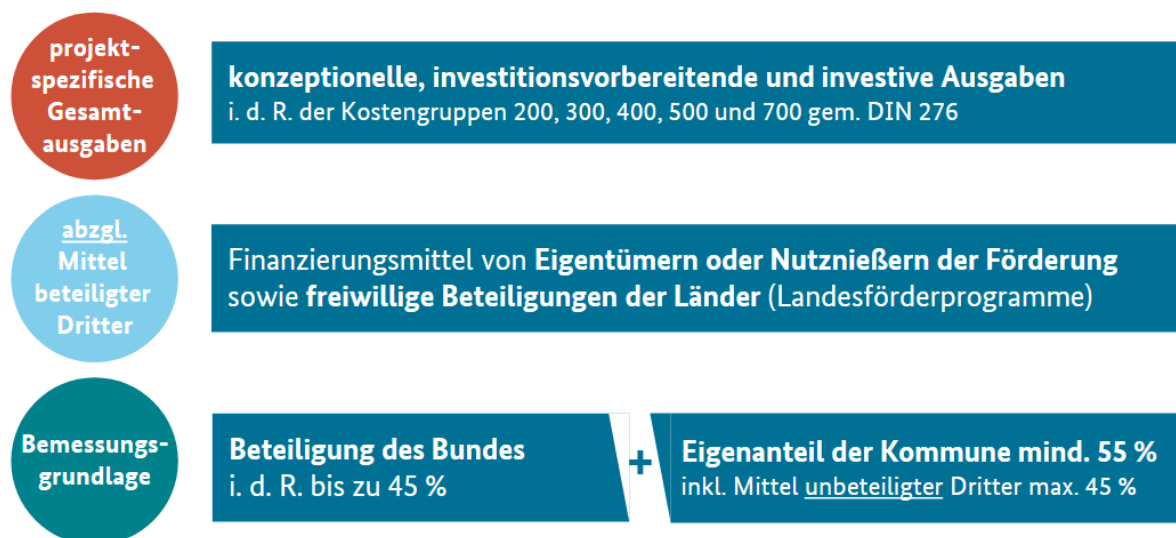 projekt-
spezifische
Gesamt-
ausgaben
konzeptionelle, investitionsvorbereitende und investive Ausgaben
i. d. R. der Kostengruppen 200, 300, 400, 500 und 700 gem. DIN 276
abzgl.
Mittel
beteiligter
Dritter
Finanzierungsmittel von Eigentümern oder Nutznießern der Förderung
sowie freiwillige Beteiligungen der Länder (Landesförderprogramme)
Bemessungs-
grundlage
Beteiligung des Bundes
i. d. R. bis zu 45 %
+
Eigenanteil der Kommune mind. 55 %
inkl. Mittel unbeteiligter Dritter max. 45 %